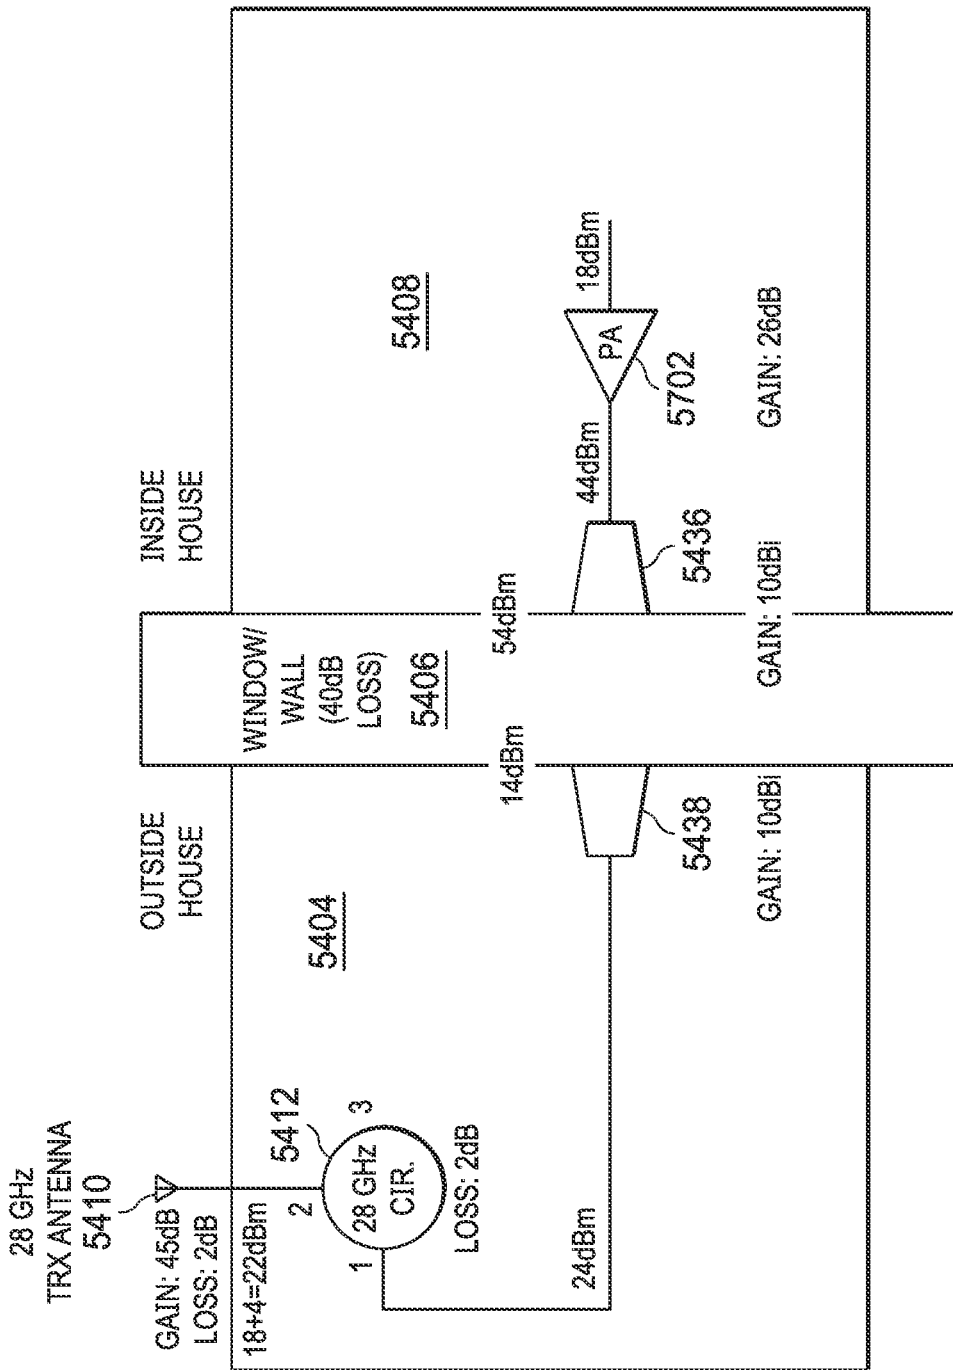 28 GHz
TRX ANTENNA
5410
GAIN: 45dB
LOSS: 2dB
18+4=22dBm
OUTSIDE
HOUSE
INSIDE
HOUSE
5404
WINDOW/
WALL
(40dB
LOSS)
5406
5408
5412
1
2
3
28 GHz
CIR.
LOSS: 2dB
24dBm
14dBm
54dBm
5438
GAIN: 10dBi
5436
GAIN: 10dBi
44dBm
PA
18dBm
5702
GAIN: 26dB